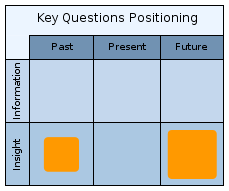 Key Questions Positioning
Past Present Future
Information
Insight